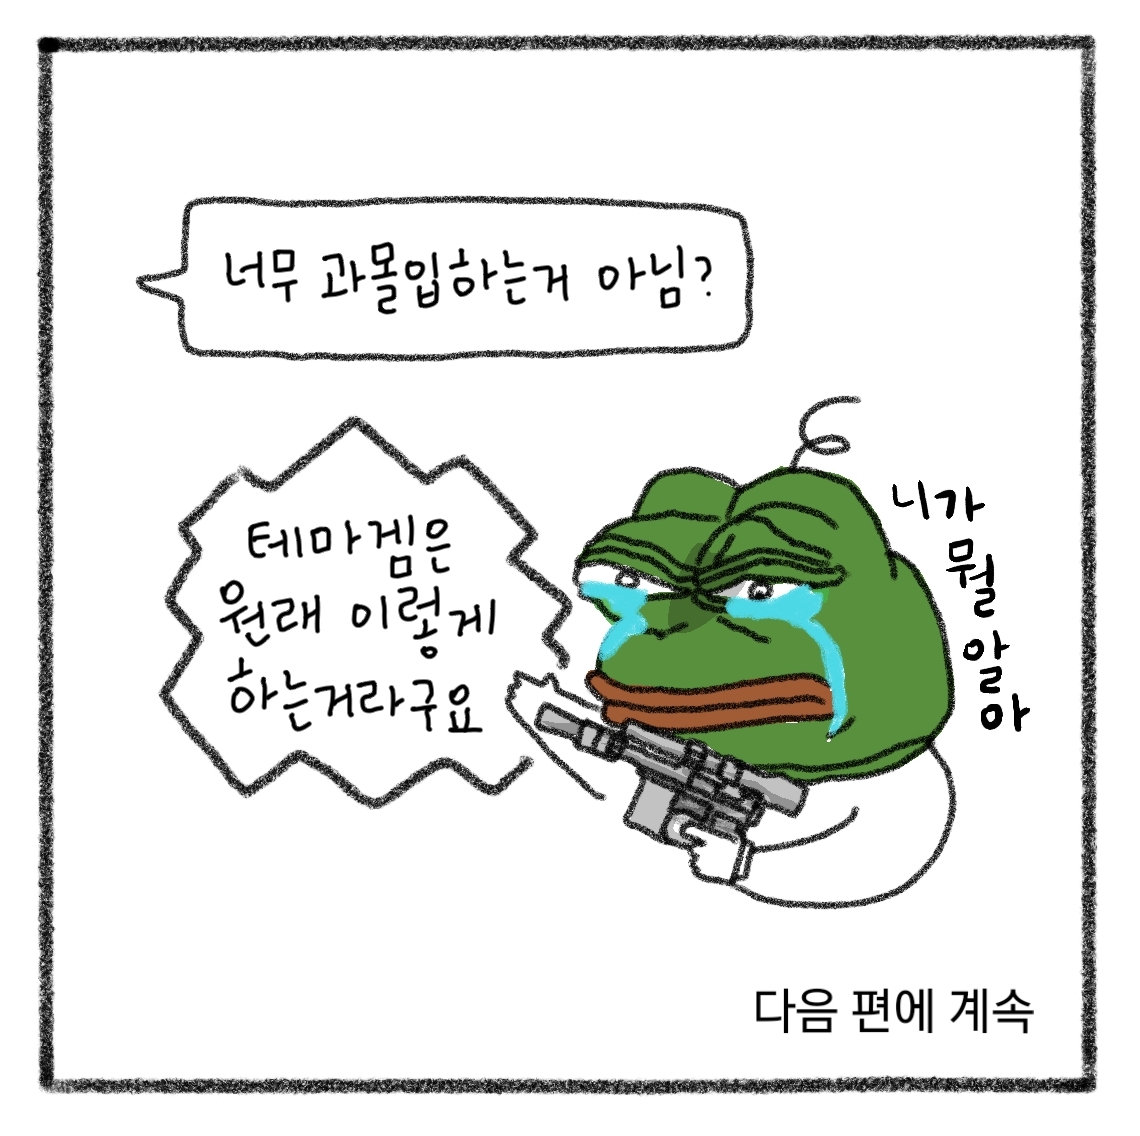 너무 과몰입하는거 아님?
테마겜은
원래 이렇게
하는거라구요
니가
뭘
알
아
다음 편에 계속